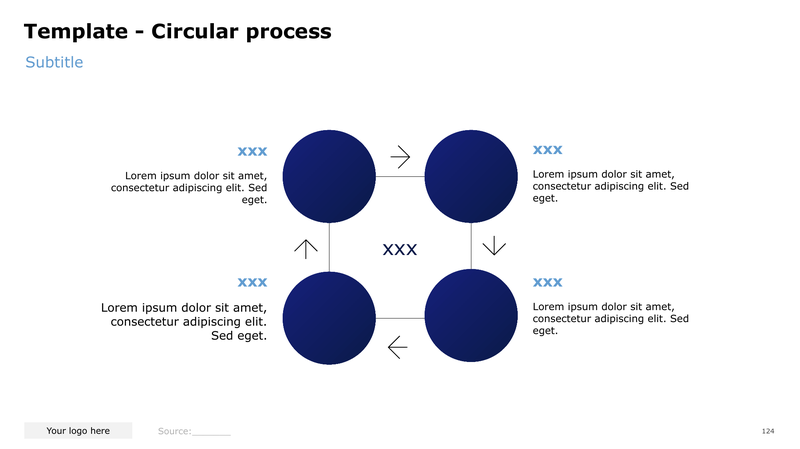 Template - Circular process
Subtitle
xxx
Lorem ipsum dolor sit amet,
consectetur adipiscing elit. Sed
eget.
xxx
Lorem ipsum dolor sit amet,
consectetur adipiscing elit. Sed
eget.
xxx
xxx
Lorem ipsum dolor sit amet,
consectetur adipiscing elit.
Sed eget.
xxx
Lorem ipsum dolor sit amet,
consectetur adipiscing elit. Sed
eget.
Your logo here
Source:_______
124